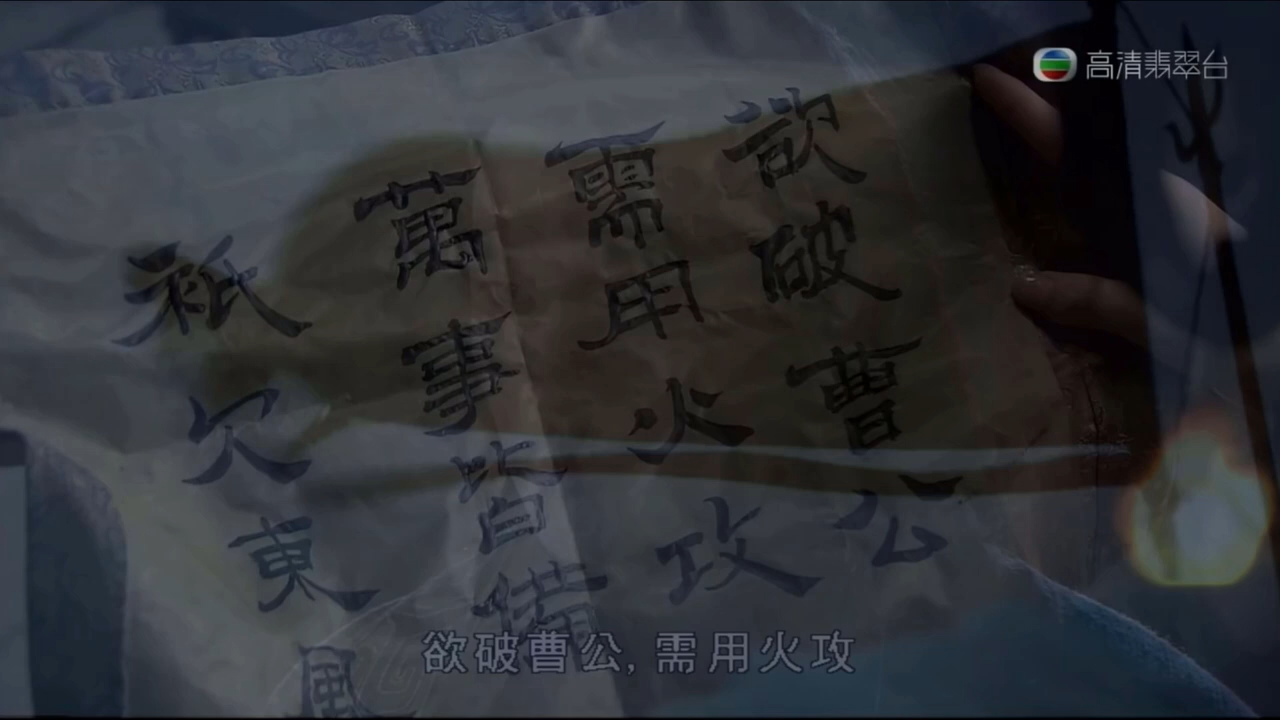 高清翡翠台
欲破曹公
需用火攻
萬事皆備
祇欠東風
欲破曹公, 需用火攻